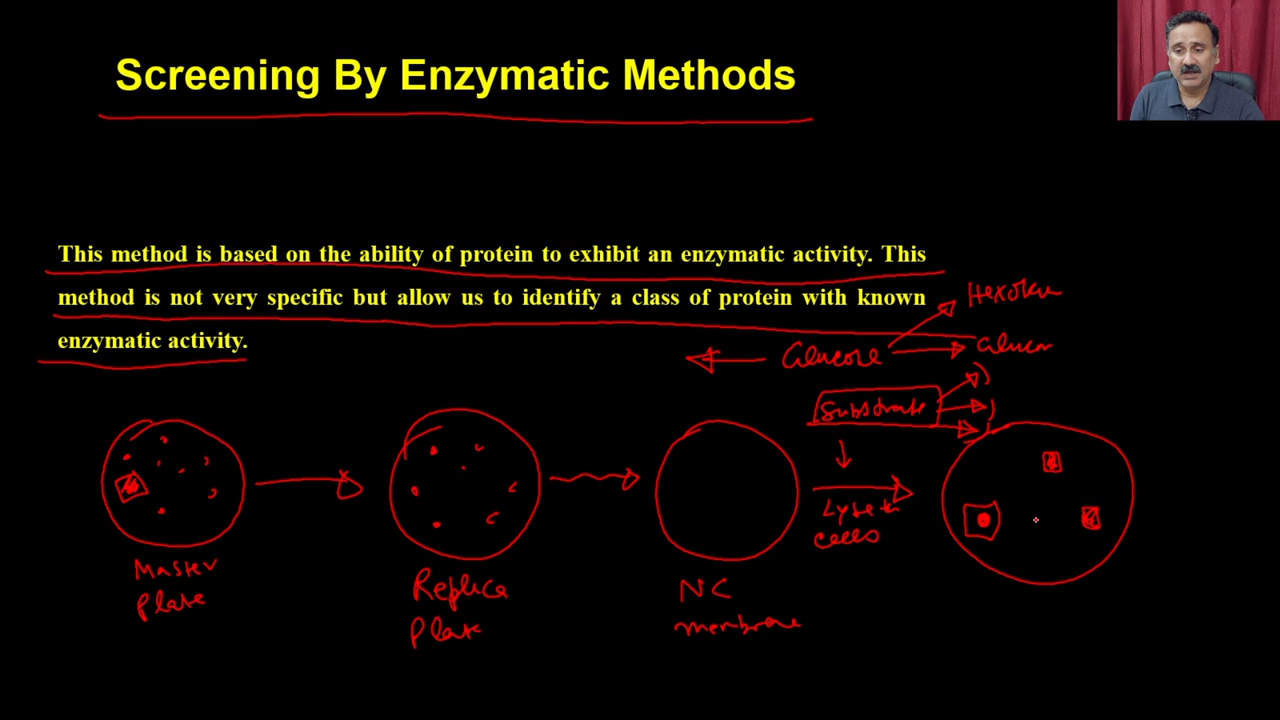 Screening By Enzymatic Methods
This method is based on the ability of protein to exhibit an enzymatic activity. This
method is not very specific but allow us to identify a class of protein with known
enzymatic activity.
Glucose
Substrate
Lyse
cells
Master
Plate
Replica
Plate
NC
membrane